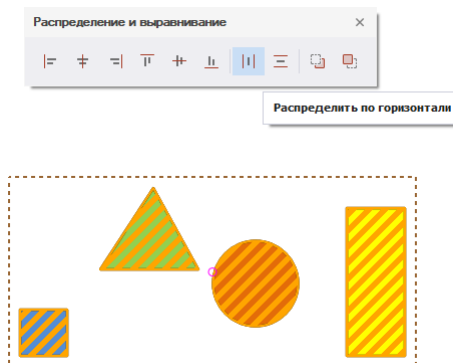 Распределение и выравнивание
Распределить по горизонтали